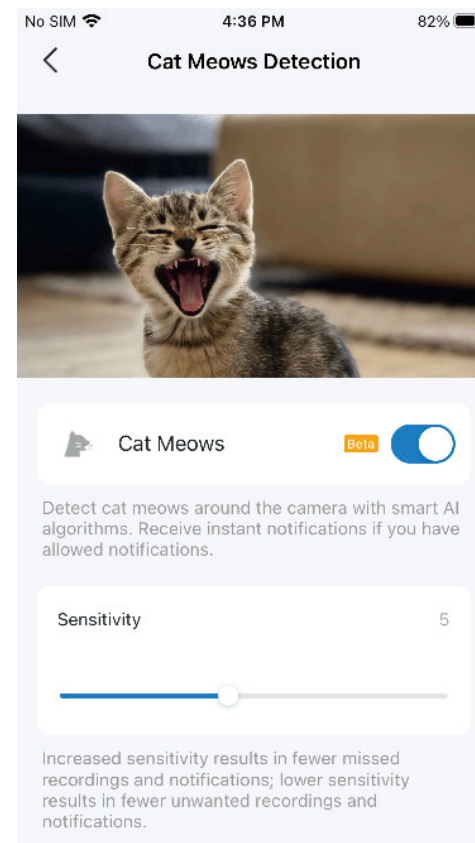 No SIM 4:36 PM 82%
Cat Meows Detection
Cat Meows Beta
Detect cat meows around the camera with smart AI
algorithms. Receive instant notifications if you have
allowed notifications.
Sensitivity 5
Increased sensitivity results in fewer missed
recordings and notifications; lower sensitivity
results in fewer unwanted recordings and
notifications.